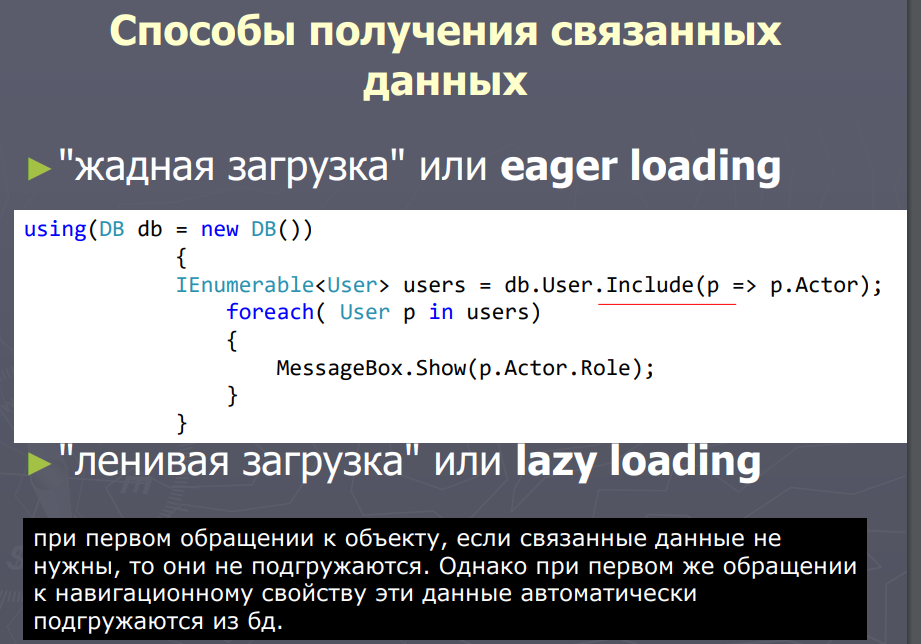 Способы получения связанных
данных
"жадная загрузка" или eager loading
using(DB db = new DB())
{
IEnumerable<User> users = db.User.Include(p => p.Actor);
foreach( User p in users)
{
MessageBox.Show(p.Actor.Role);
}
}
"ленивая загрузка" или lazy loading
при первом обращении к объекту, если связанные данные не
нужны, то они не подгружаются. Однако при первом же обращении
к навигационному свойству эти данные автоматически
подгружаются из бд.